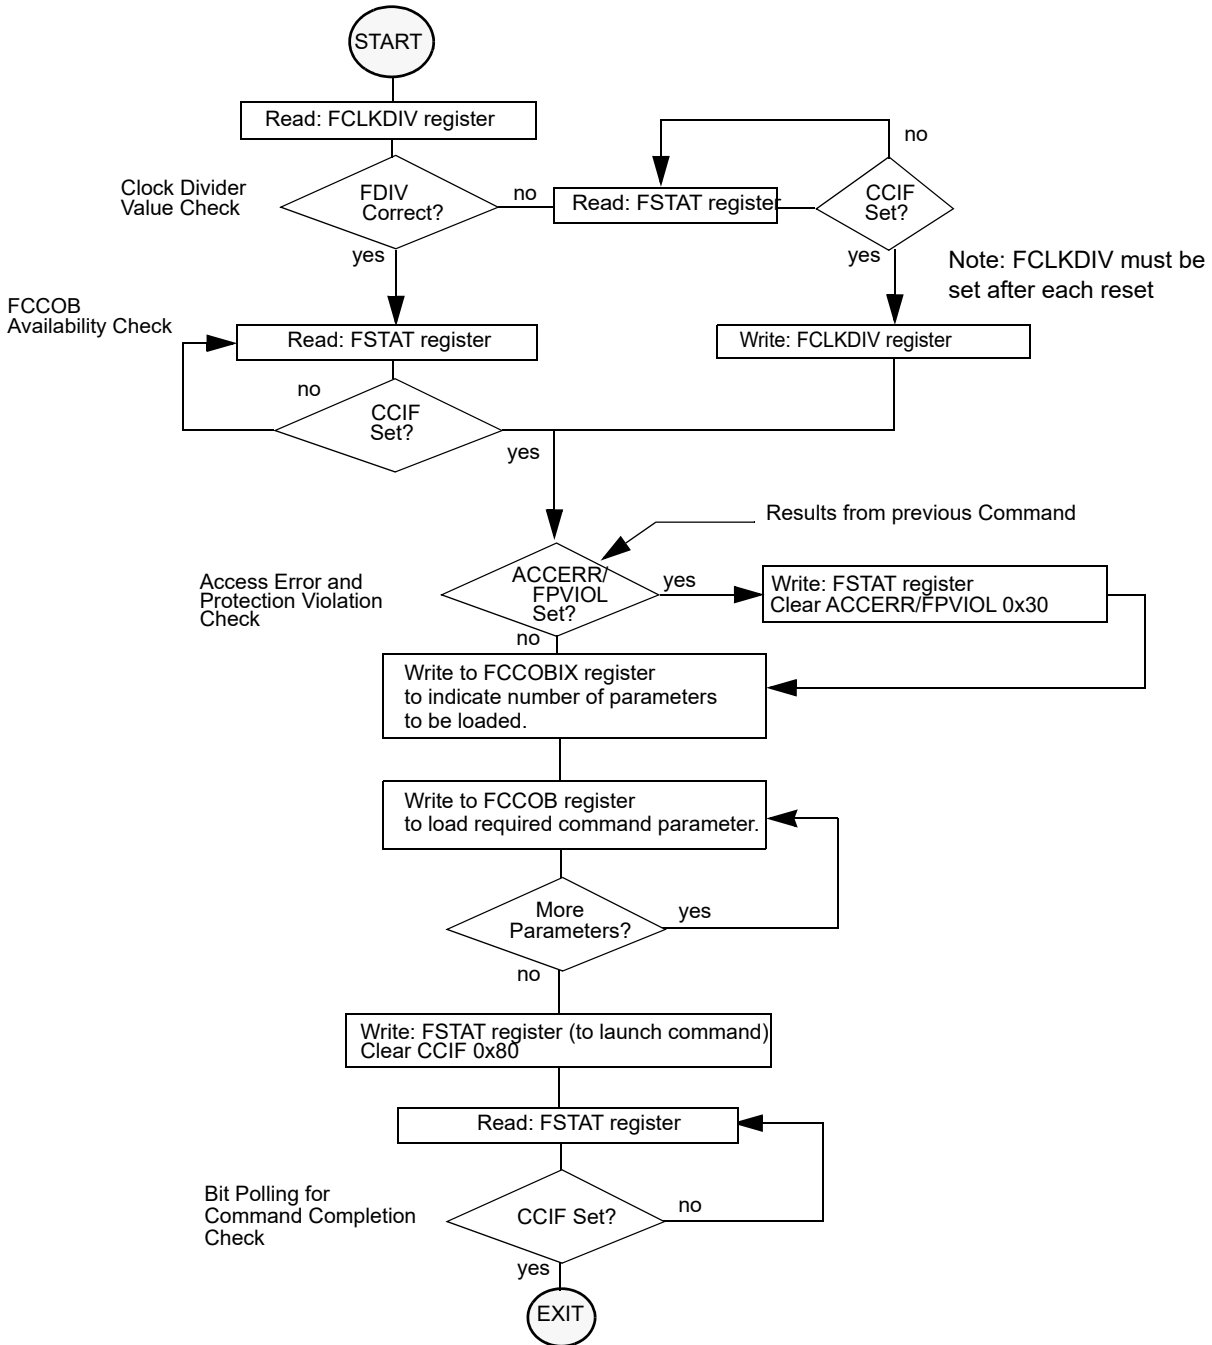 START
Read: FCLKDIV register
Clock Divider
Value Check
FDIV
Correct?
no
Read: FSTAT register
no
CCIF
Set?
yes
yes
Note: FCLKDIV must be
set after each reset
FCCOB
Availability Check
Read: FSTAT register
Write: FCLKDIV register
no
CCIF
Set?
yes
Results from previous Command
Access Error and
Protection Violation
Check
ACCERR/
FPVIOL
Set?
yes
Write: FSTAT register
Clear ACCERR/FPVIOL 0x30
no
Write to FCCOBIX register
to indicate number of parameters
to be loaded.
Write to FCCOB register
to load required command parameter.
More
Parameters?
yes
no
Write: FSTAT register (to launch command)
Clear CCIF 0x80
Read: FSTAT register
Bit Polling for
Command Completion
Check
CCIF Set?
no
yes
EXIT